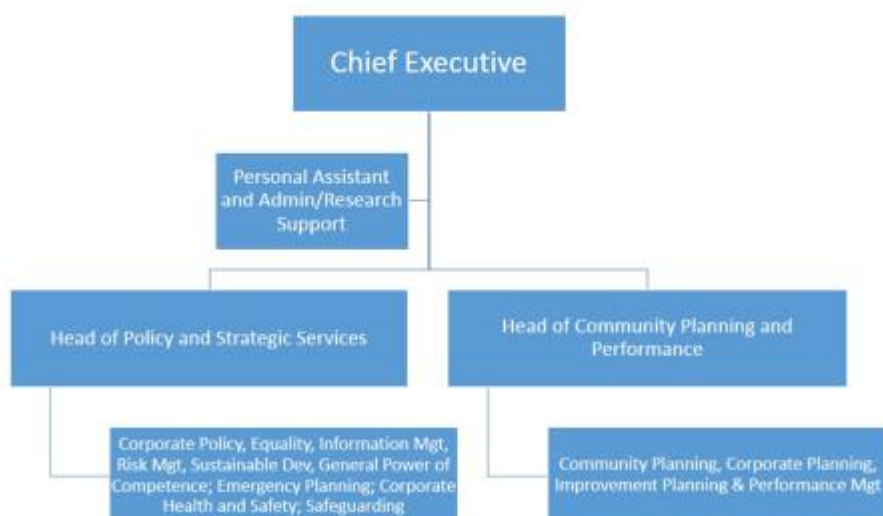 Chief Executive
Personal Assistant
and Admin/Research
Support
Head of Policy and Strategic Services
Head of Community Planning and
Performance
Corporate Policy, Equality, Information Mgt,
Risk Mgt, Sustainable Dev, General Power of
Competence; Emergency Planning; Corporate
Health and Safety; Safeguarding
Community Planning, Corporate Planning,
Improvement Planning & Performance Mgt